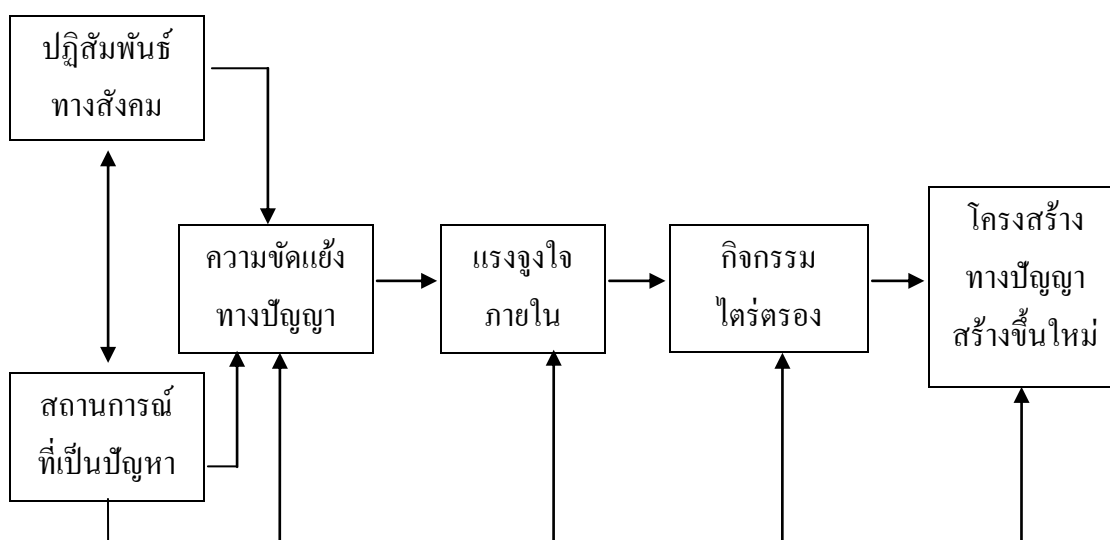 ปฏิสัมพันธ์
ทางสังคม
สถานการณ์
ที่เป็นปัญหา
ความขัดแย้ง
ทางปัญญา
แรงจูงใจ
ภายใน
กิจกรรม
ไตร่ตรอง
โครงสร้าง
ทางปัญญา
สร้างขึ้นใหม่